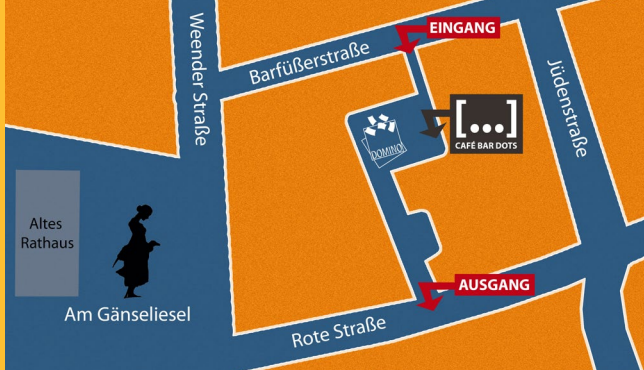 Weender Straße
Barfüßerstraße
EINGANG
Jüdenstraße
[...]
CAFÉ BAR DOTS
DOMINO!
Altes
Rathaus
Am Gänseliesel
AUSGANG
Rote Straße